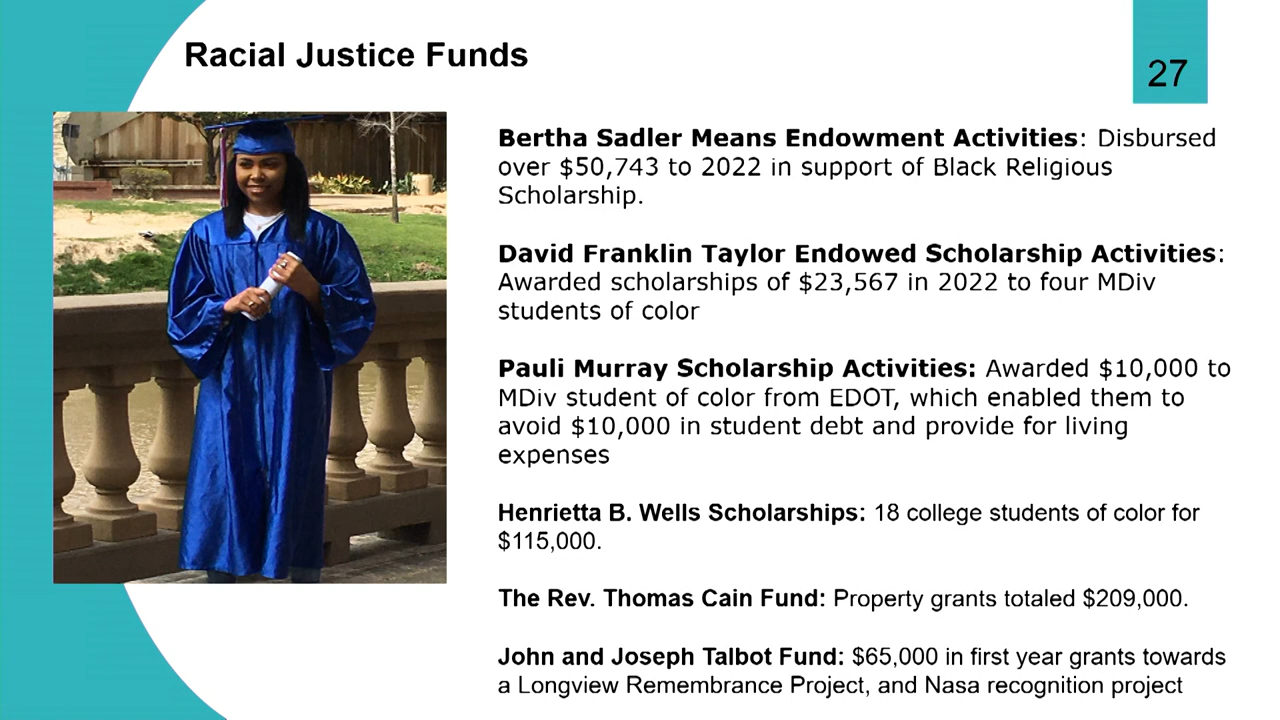 Racial Justice Funds
27
Bertha Sadler Means Endowment Activities: Disbursed
over $50,743 to 2022 in support of Black Religious
Scholarship.
David Franklin Taylor Endowed Scholarship Activities:
Awarded scholarships of $23,567 in 2022 to four MDiv
students of color
Pauli Murray Scholarship Activities: Awarded $10,000 to
MDiv student of color from EDOT, which enabled them to
avoid $10,000 in student debt and provide for living
expenses
Henrietta B. Wells Scholarships: 18 college students of color for
$115,000.
The Rev. Thomas Cain Fund: Property grants totaled $209,000.
John and Joseph Talbot Fund: $65,000 in first year grants towards
a Longview Remembrance Project, and Nasa recognition project